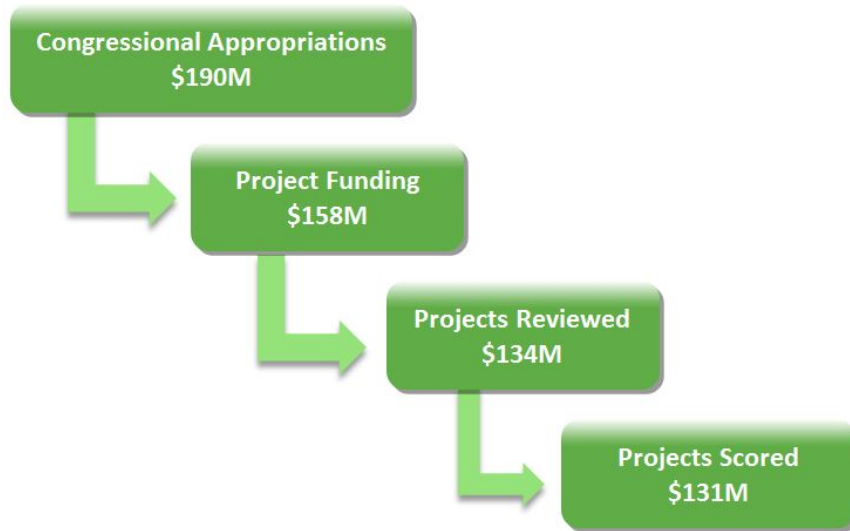 Congressional Appropriations
$190M
Project Funding
$158M
Projects Reviewed
$134M
Projects Scored
$131M